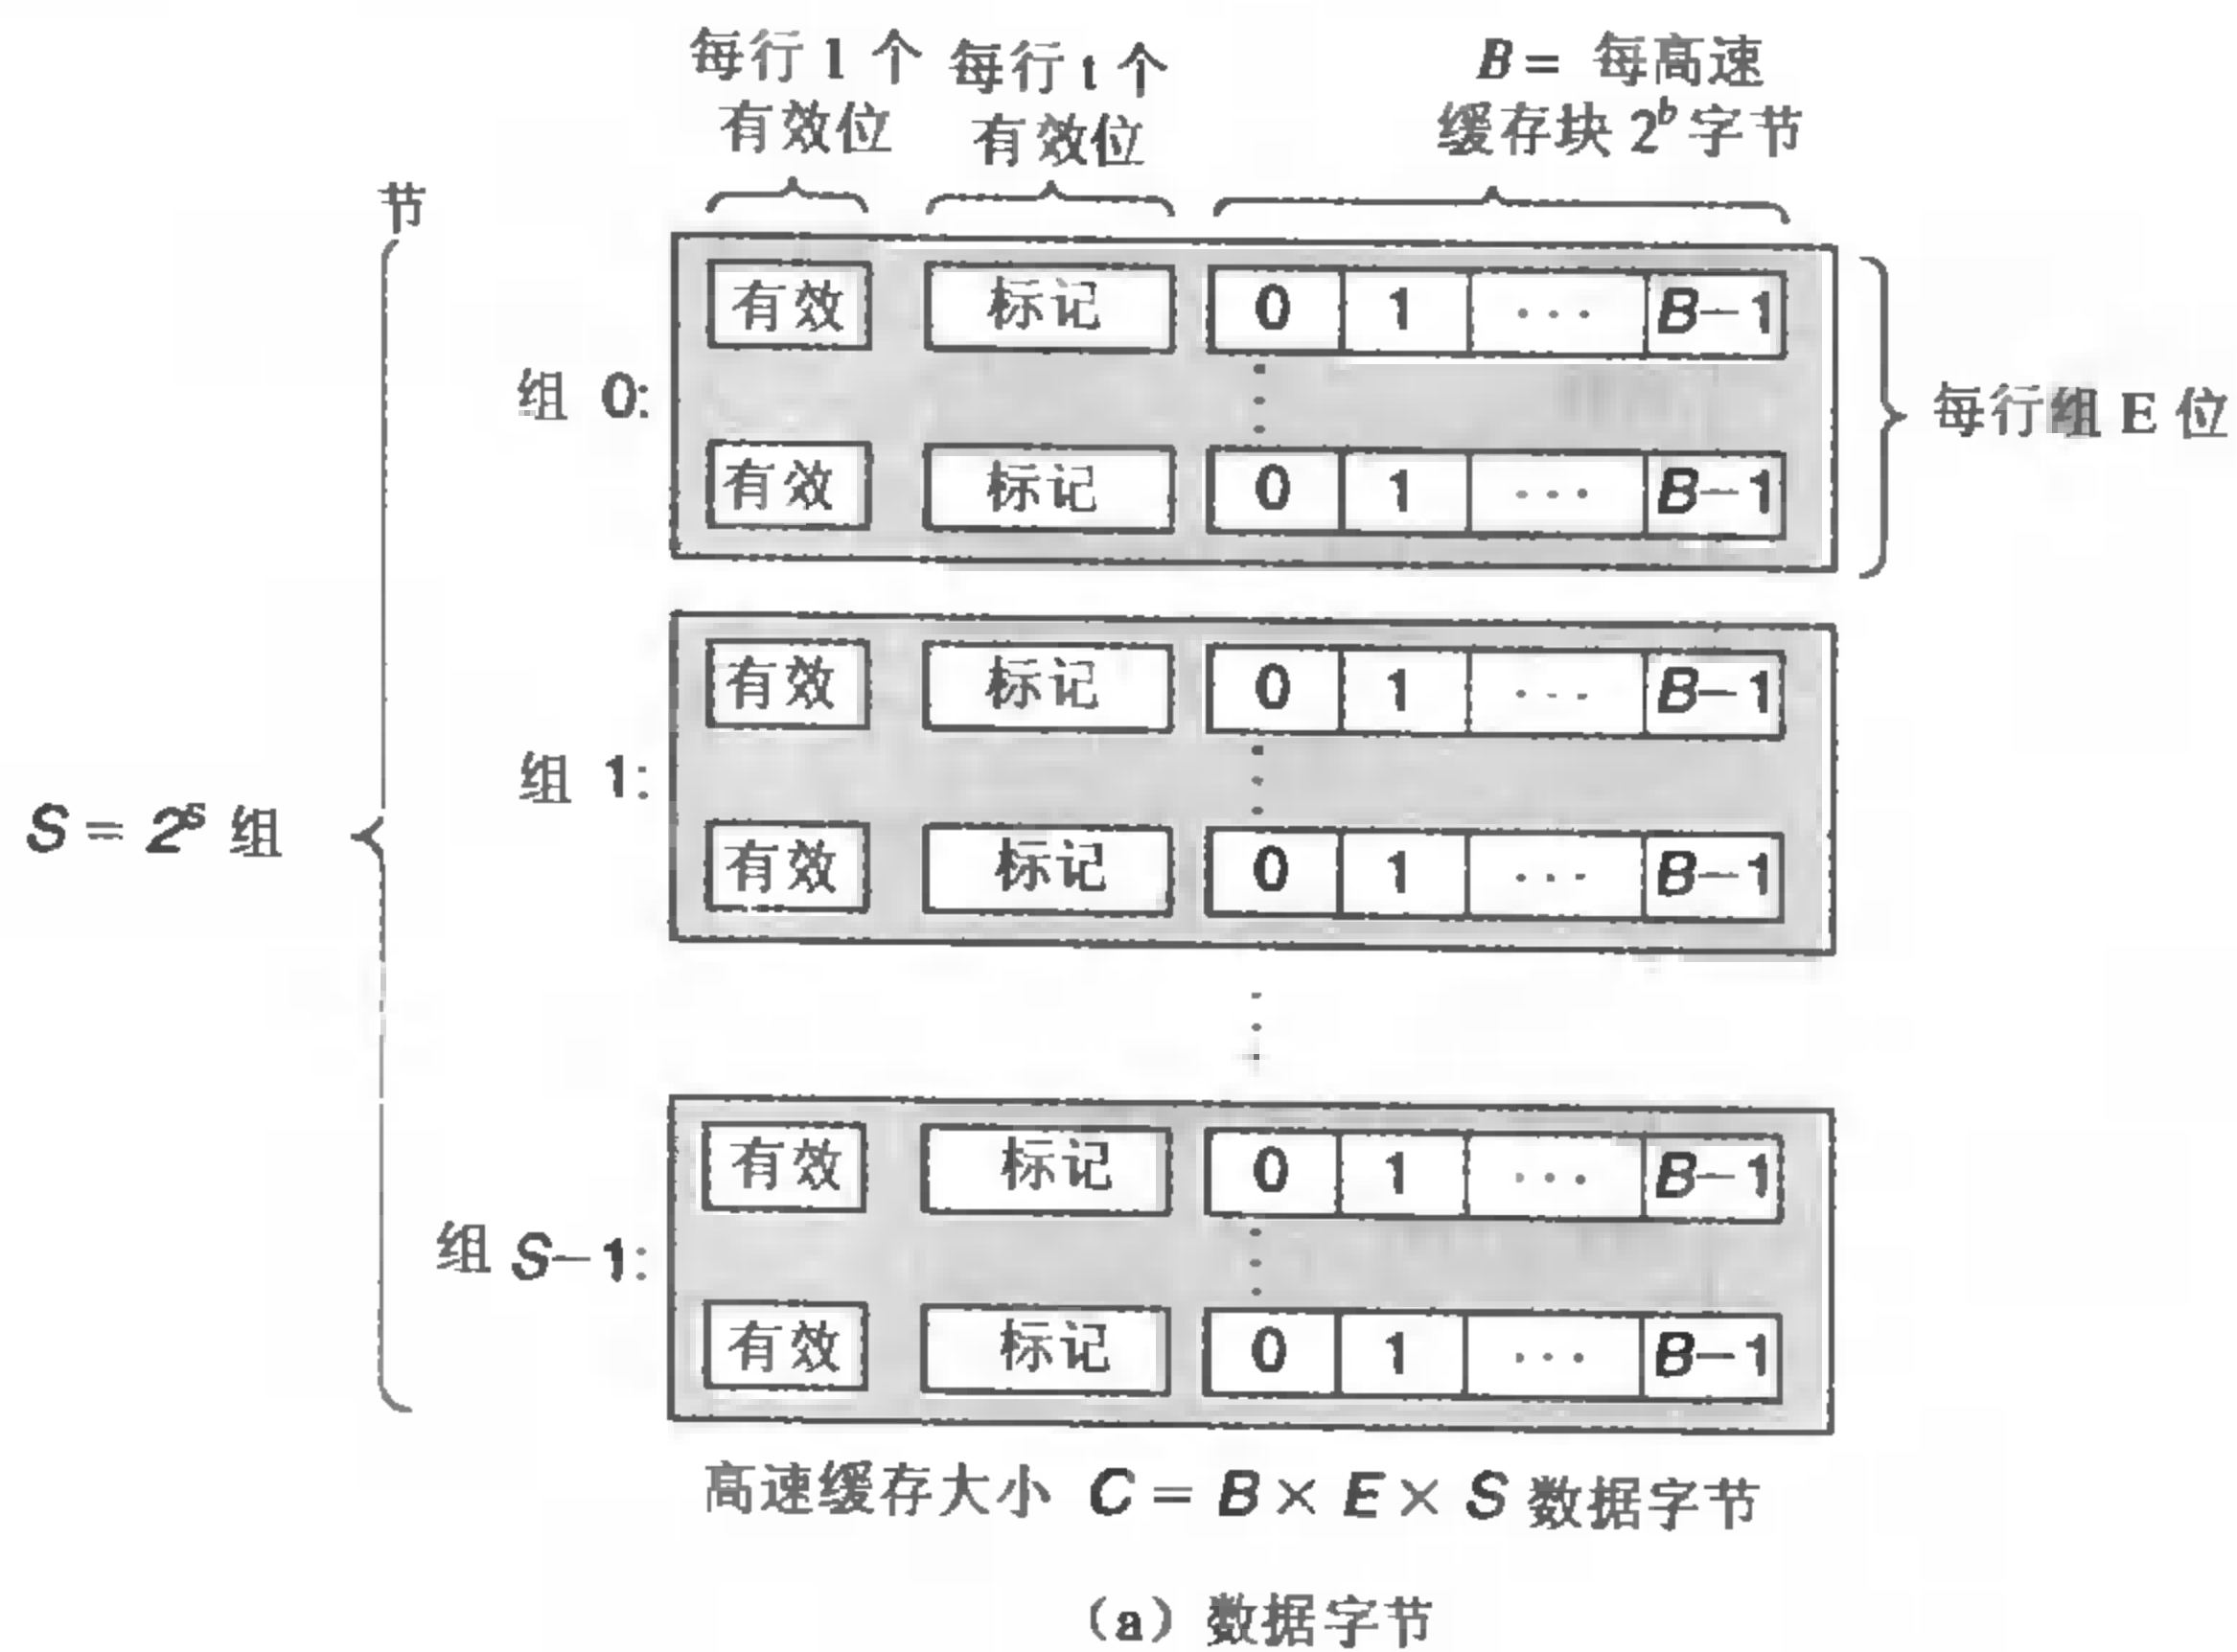 每行1个
有效位
每行t个
有效位
B = 每高速
缓存块 2^b 字节
节
有效 标记 0 1 ··· B-1
组 0:
每行组 E 位
有效 标记 0 1 ··· B-1
有效 标记 0 1 ··· B-1
组 1:
S = 2^s 组
有效 标记 0 1 ··· B-1
有效 标记 0 1 ··· B-1
组 S-1:
有效 标记 0 1 ··· B-1
高速缓存大小 C = B × E × S 数据字节
(a) 数据字节